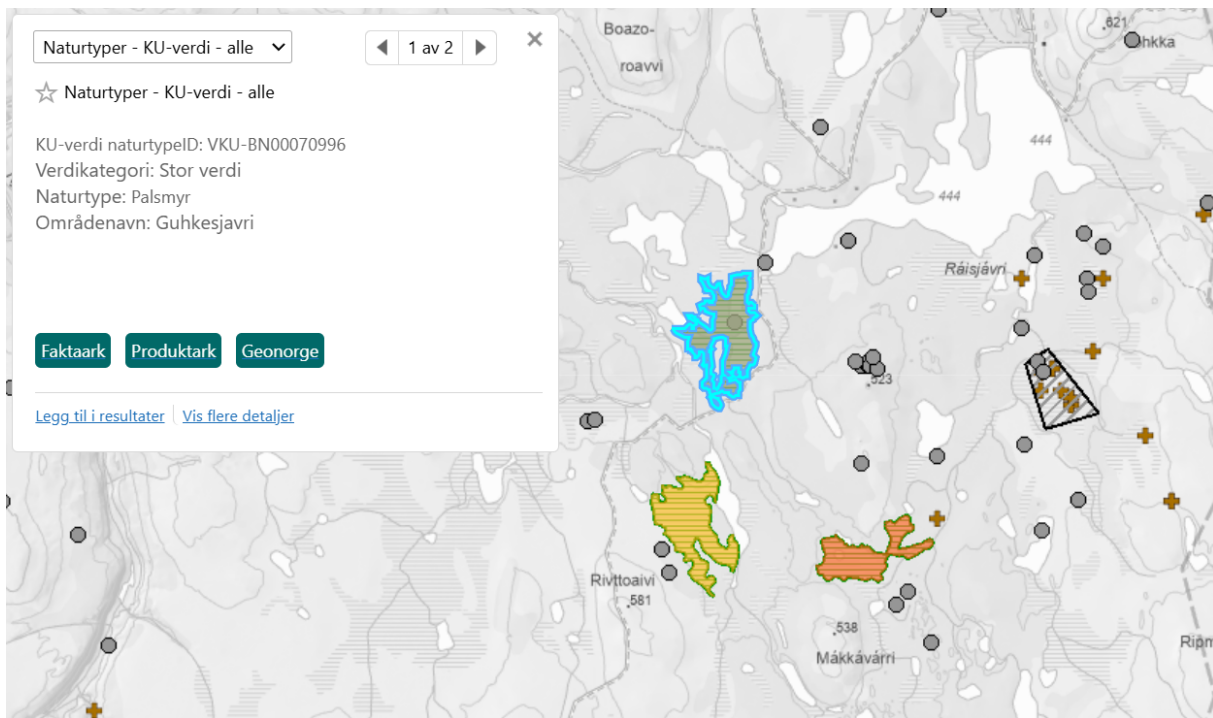 Naturtyper - KU-verdi - alle
1 av 2
Naturtyper - KU-verdi - alle
KU-verdi naturtypeID: VKU-BN00070996
Verdikategori: Stor verdi
Naturtype: Palsmyr
Områdenavn: Guhkesjavri
Faktaark
Produktark
Geonorge
Legg til i resultater
Vis flere detaljer
Boazo-
roavvi
621
444
444
Ráisjávri
523
Rivttoaivi
581
538
Mákkávárri